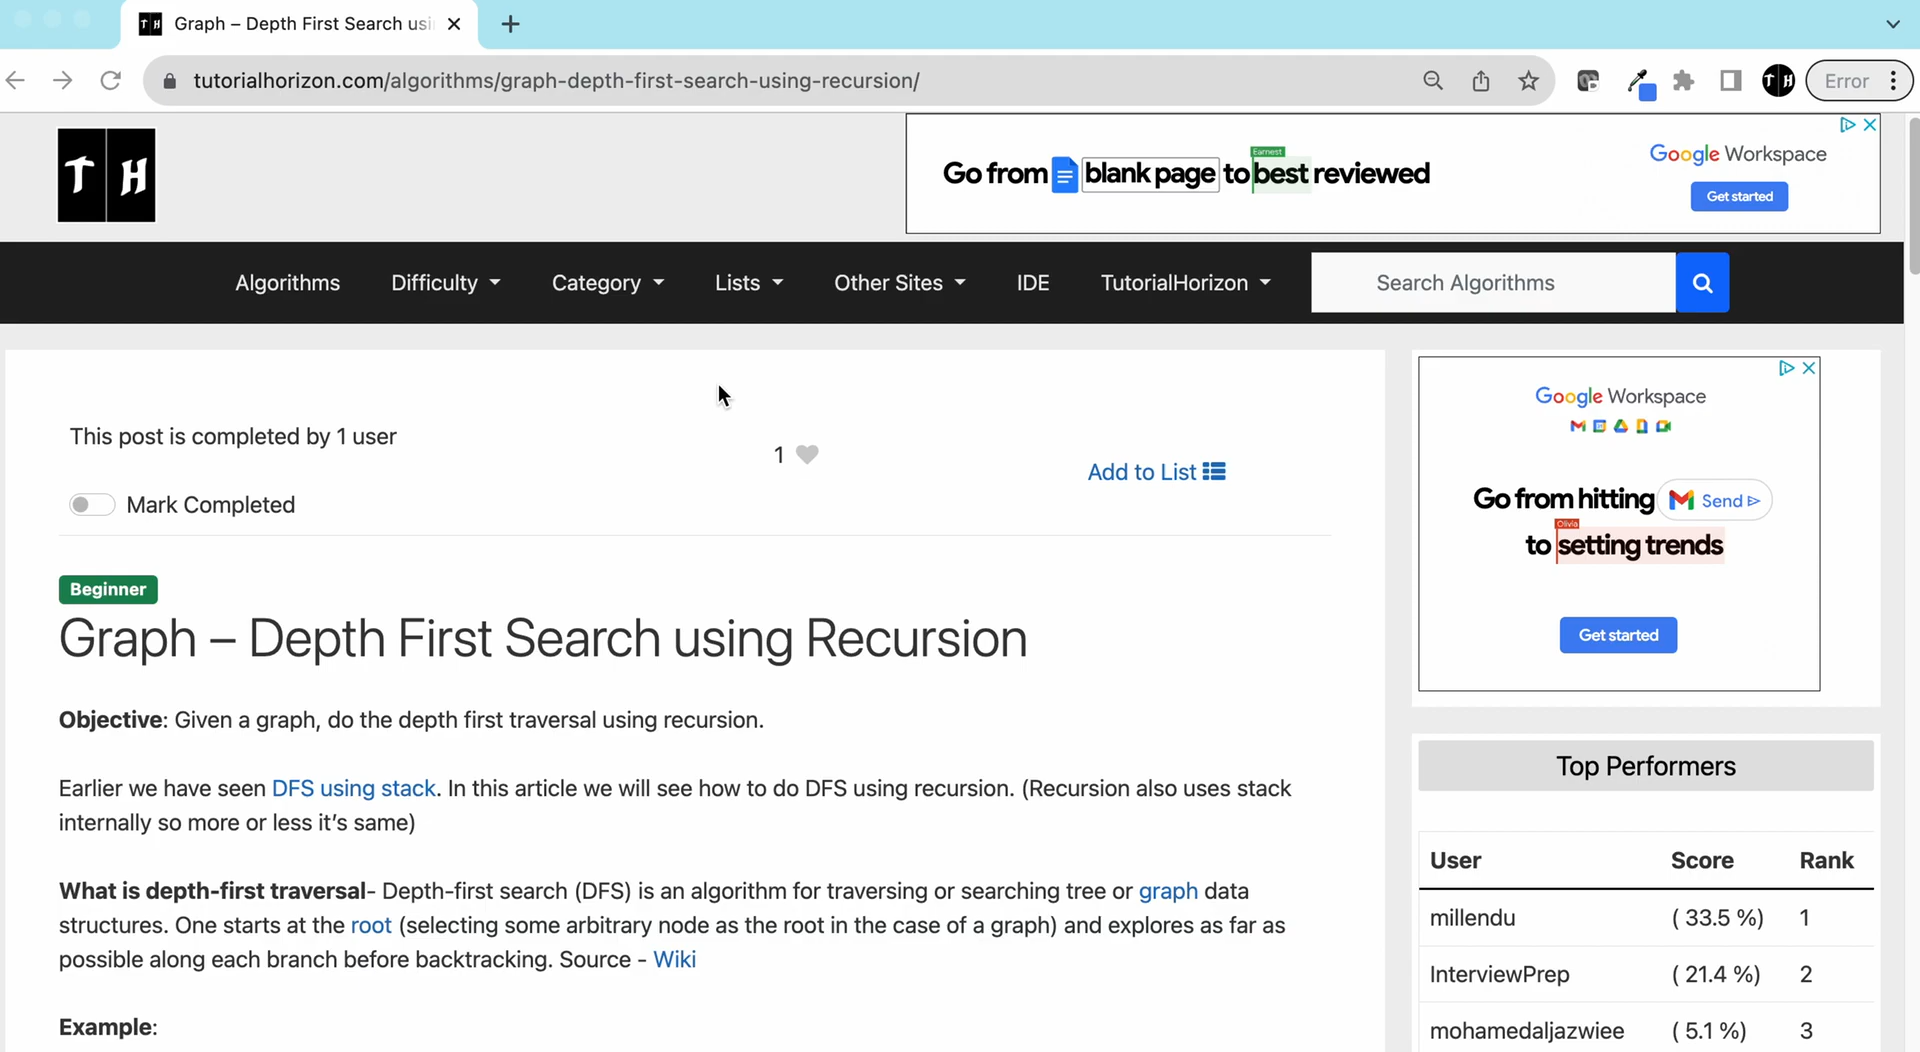 T H Graph – Depth First Search usi
tutorialhorizon.com/algorithms/graph-depth-first-search-using-recursion/
T H
Error
T H
Go from blank page to best reviewed
Earnest
Google Workspace
Get started
Algorithms Difficulty Category Lists Other Sites IDE TutorialHorizon Search Algorithms
This post is completed by 1 user
1
Add to List
Mark Completed
Beginner
Graph – Depth First Search using Recursion
Objective: Given a graph, do the depth first traversal using recursion.
Earlier we have seen DFS using stack. In this article we will see how to do DFS using recursion. (Recursion also uses stack
internally so more or less it’s same)
What is depth-first traversal- Depth-first search (DFS) is an algorithm for traversing or searching tree or graph data
structures. One starts at the root (selecting some arbitrary node as the root in the case of a graph) and explores as far as
possible along each branch before backtracking. Source - Wiki
Example:
Google Workspace
Go from hitting Send
Olivia
to setting trends
Get started
Top Performers
User Score Rank
millendu ( 33.5 %) 1
InterviewPrep ( 21.4 %) 2
mohamedaljazwiee ( 5.1 %) 3